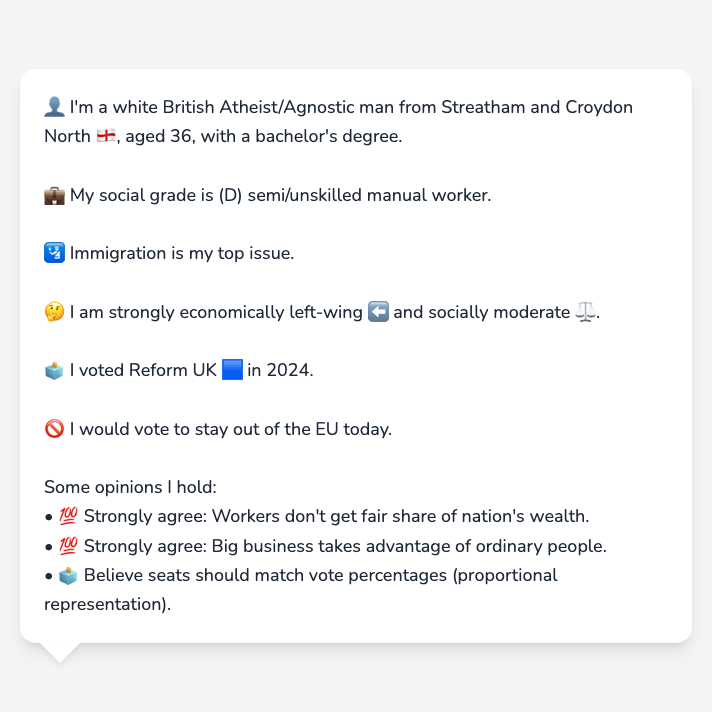 👤 I'm a white British Atheist/Agnostic man from Streatham and Croydon
North 🏴󠁧󠁢󠁥󠁮󠁧󠁿, aged 36, with a bachelor's degree.
💼 My social grade is (D) semi/unskilled manual worker.
🛂 Immigration is my top issue.
🤔 I am strongly economically left-wing ⬅️ and socially moderate ⚖️.
🗳️ I voted Reform UK 🟦 in 2024.
🚫 I would vote to stay out of the EU today.
Some opinions I hold:
• 💯 Strongly agree: Workers don't get fair share of nation's wealth.
• 💯 Strongly agree: Big business takes advantage of ordinary people.
• 🗳️ Believe seats should match vote percentages (proportional
representation).